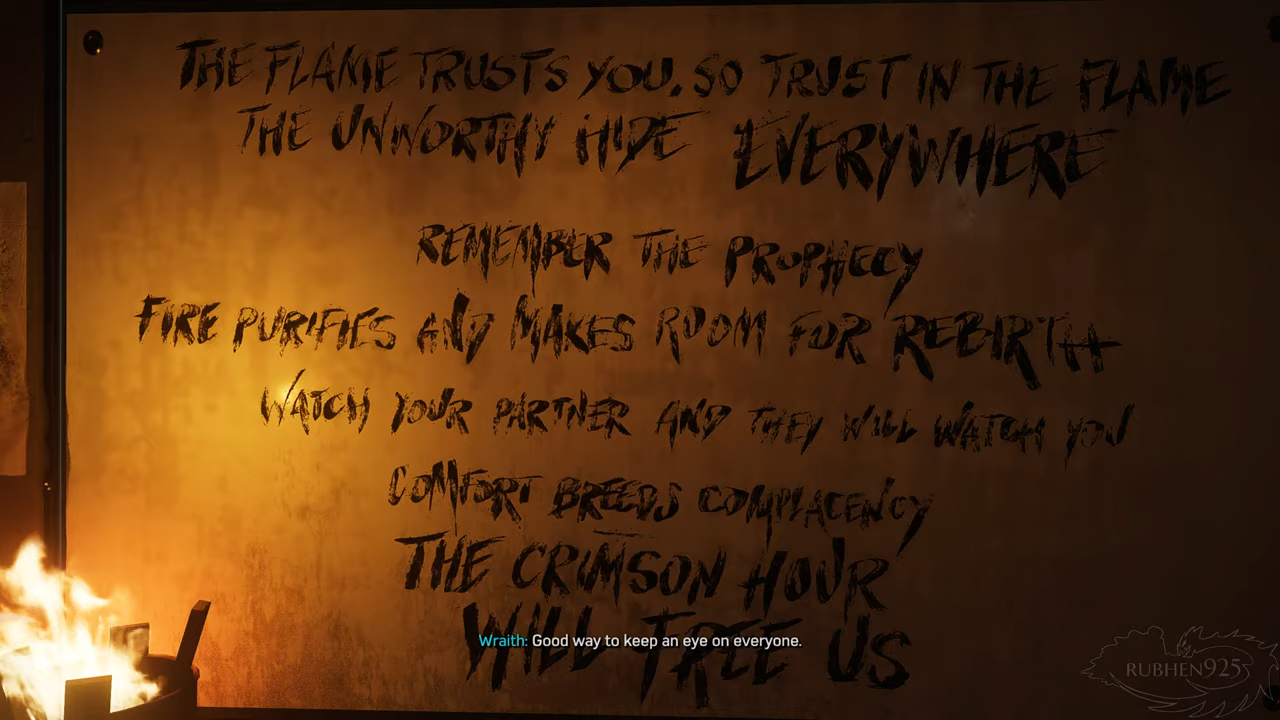 THE FLAME TRUSTS YOU. SO TRUST IN THE FLAME
THE UNWORTHY HIDE EVERYWHERE
REMEMBER THE PROPHECY
FIRE PURIFIES AND MAKES ROOM FOR REBIRTH
WATCH YOUR PARTNER AND THEY WILL WATCH YOU
COMFORT BREEDS COMPLACENCY
THE CRIMSON HOUR
WILL FREE US
Wraith: Good way to keep an eye on everyone.
RUBHEN925